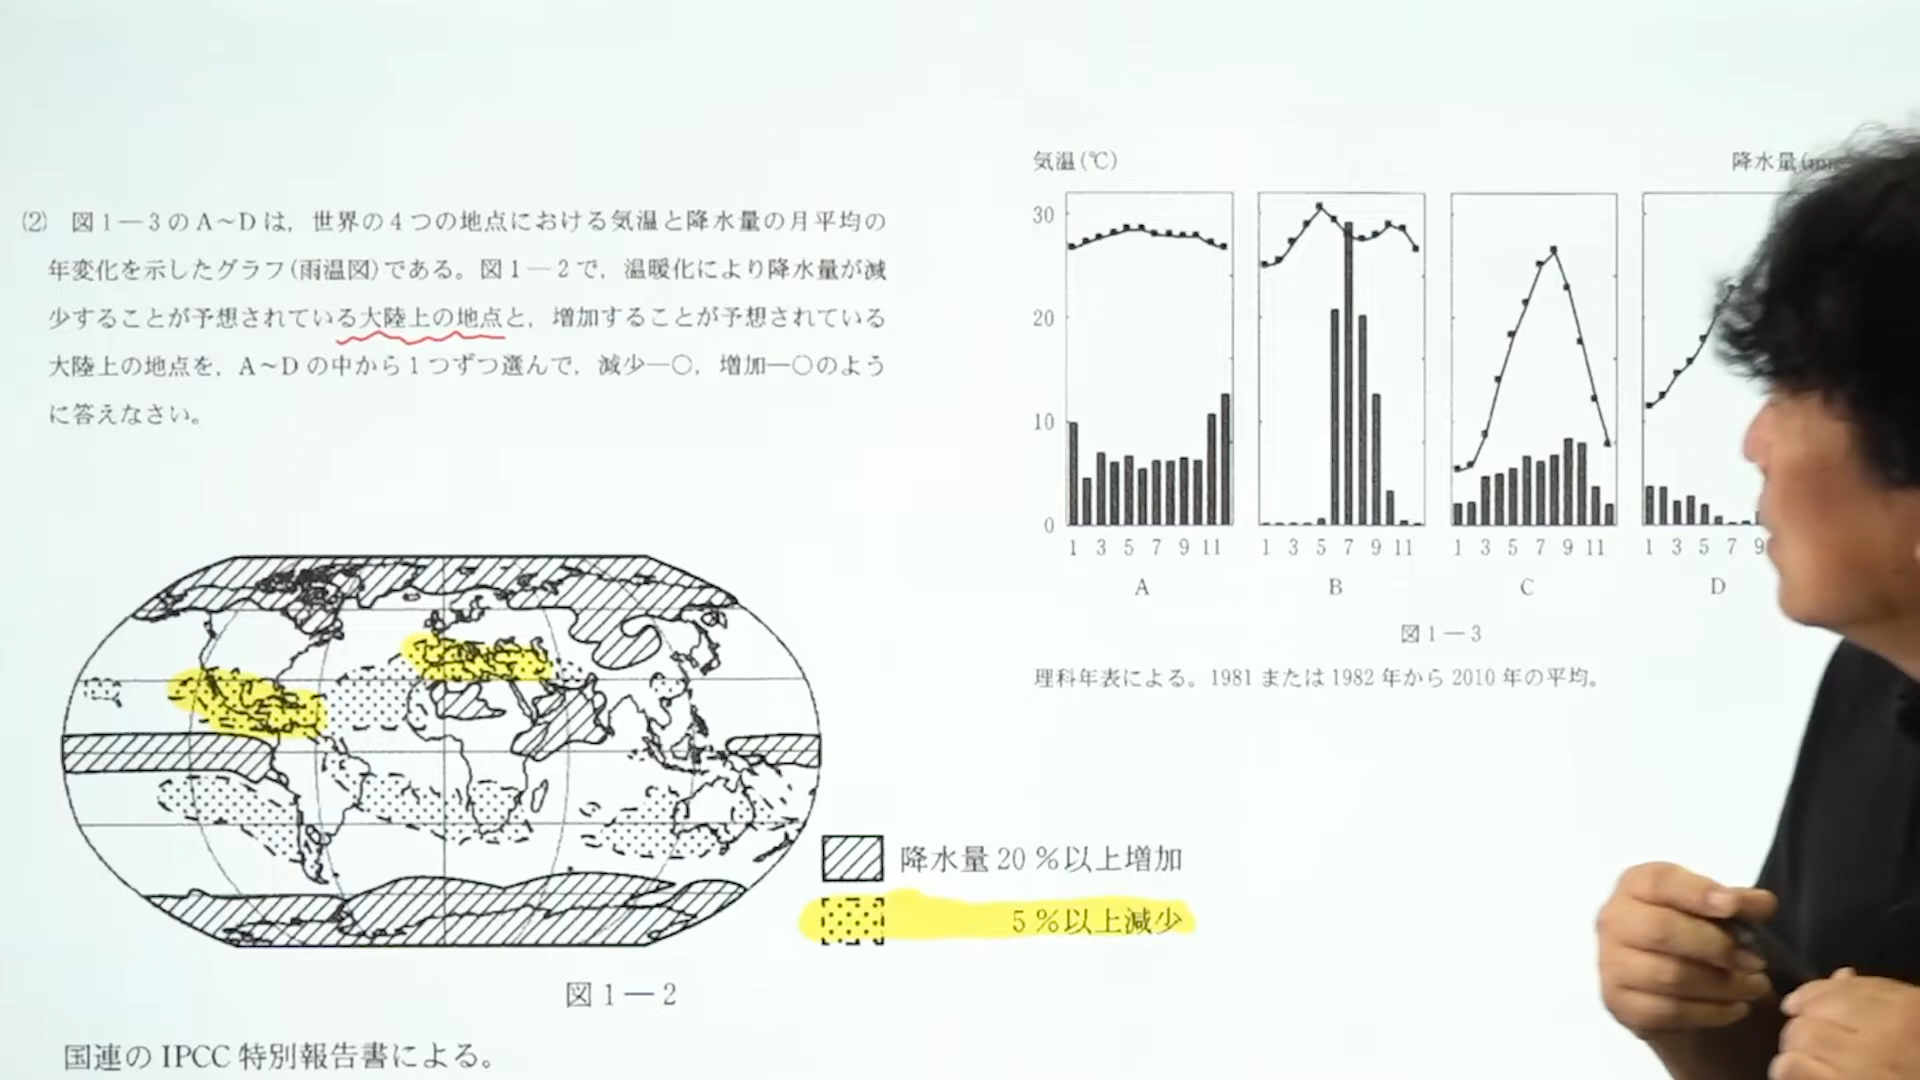 ⑵ 図1―3のA~Dは，世界の4つの地点における気温と降水量の月平均の
年変化を示したグラフ(雨温図)である。図1―2で，温暖化により降水量が減
少することが予想されている大陸上の地点と，増加することが予想されている
大陸上の地点を，A~Dの中から1つずつ選んで，減少―○，増加―○のよう
に答えなさい。
降水量20％以上増加
5％以上減少
図1―2
国連のIPCC特別報告書による。
気温(℃) 降水量
30
20
10
0
1 3 5 7 9 11 1 3 5 7 9 11 1 3 5 7 9 11 1 3 5 7 9
A B C D
図1―3
理科年表による。1981または1982年から2010年の平均。